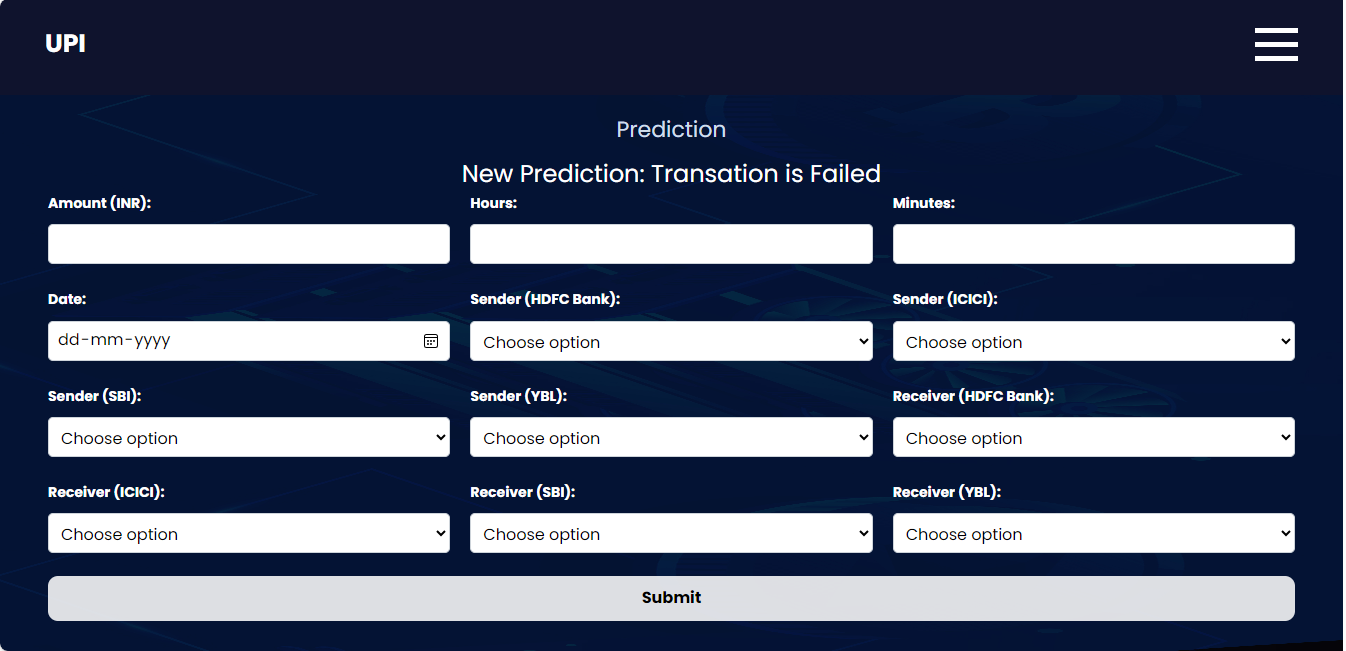 UPI
Prediction
New Prediction: Transation is Failed
Amount (INR):
Hours:
Minutes:
Date:
Sender (HDFC Bank):
Sender (ICICI):
dd-mm-yyyy
Choose option
Choose option
Sender (SBI):
Sender (YBL):
Receiver (HDFC Bank):
Choose option
Choose option
Choose option
Receiver (ICICI):
Receiver (SBI):
Receiver (YBL):
Choose option
Choose option
Choose option
Submit